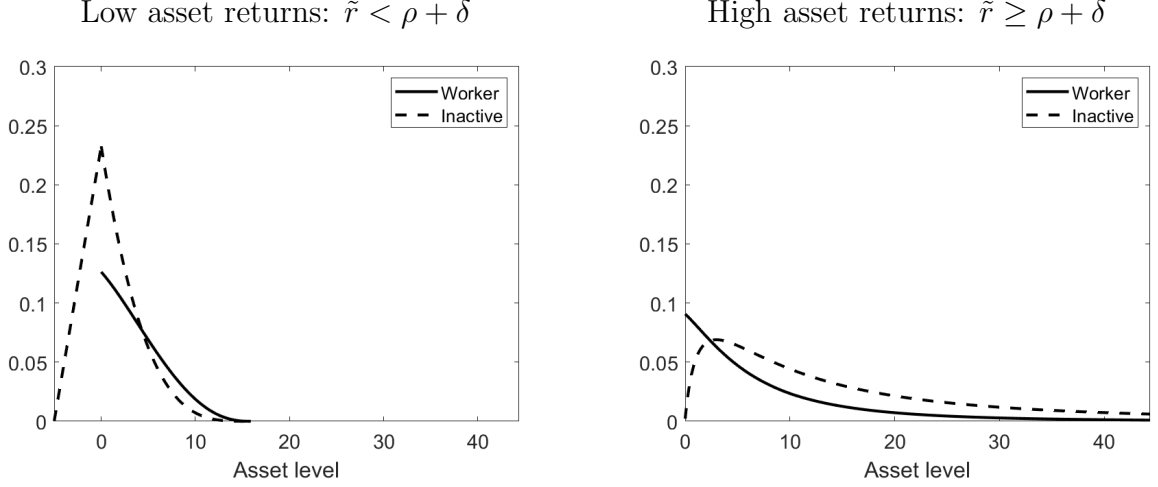 Low asset returns: r̃ < ρ + δ
0.3
0.25
0.2
0.15
0.1
0.05
0
Worker
Inactive
0 10 20 30 40
Asset level
High asset returns: r̃ ≥ ρ + δ
0.3
0.25
0.2
0.15
0.1
0.05
0
Worker
Inactive
0 10 20 30 40
Asset level